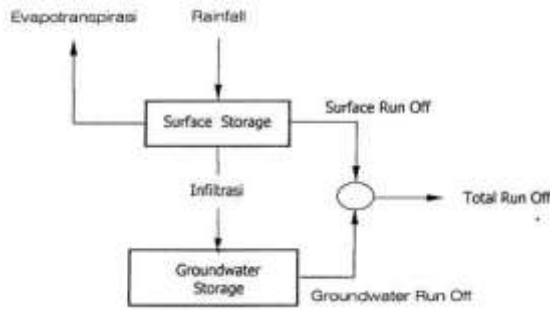 Evapotranspirasi
Rainfall
Surface Run Off
Surface Storage
Infiltrasi
Total Run Off
Groundwater
Storage
Groundwater Run Off